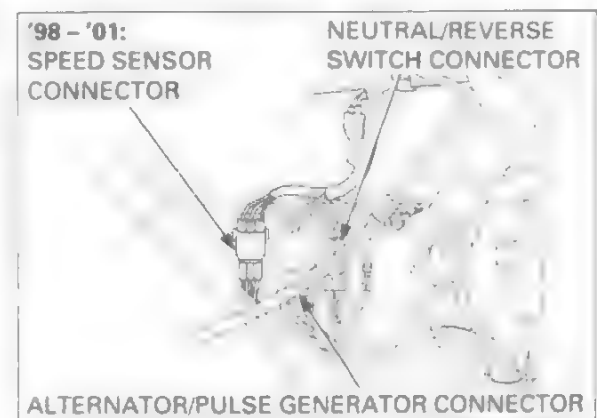 '98 – '01:
SPEED SENSOR
CONNECTOR
NEUTRAL/REVERSE
SWITCH CONNECTOR
ALTERNATOR/PULSE GENERATOR CONNECTOR